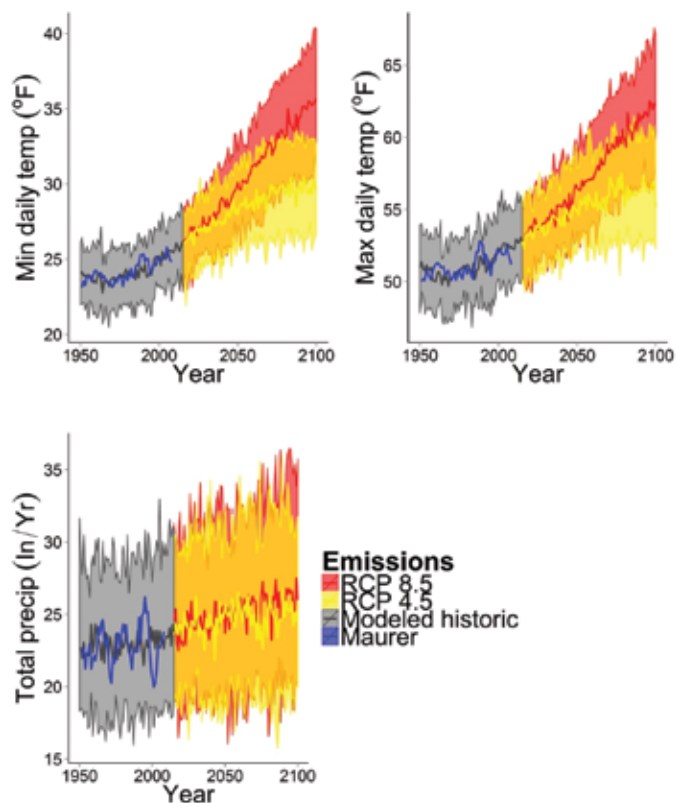 Min daily temp (°F)
40
35
30
25
20
1950 2000 2050 2100
Year
Max daily temp (°F)
65
60
55
50
1950 2000 2050 2100
Year
Total precip (In/Yr)
35
30
25
20
15
1950 2000 2050 2100
Year
Emissions
RCP 8.5
RCP 4.5
Modeled historic
Maurer